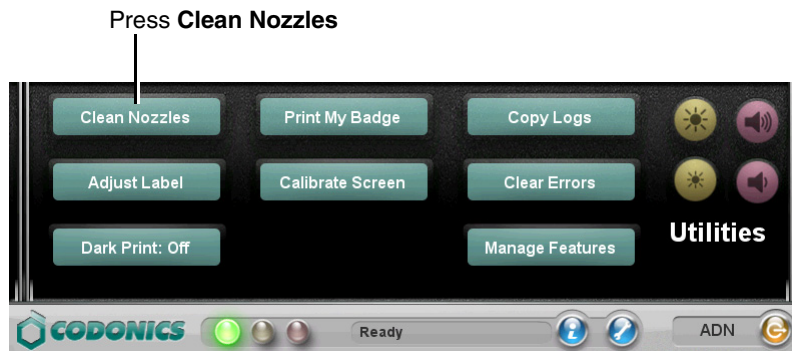 Press Clean Nozzles
Clean Nozzles
Print My Badge
Copy Logs
Adjust Label
Calibrate Screen
Clear Errors
Utilities
Dark Print: Off
Manage Features
CODONICS
Ready
i
ADN